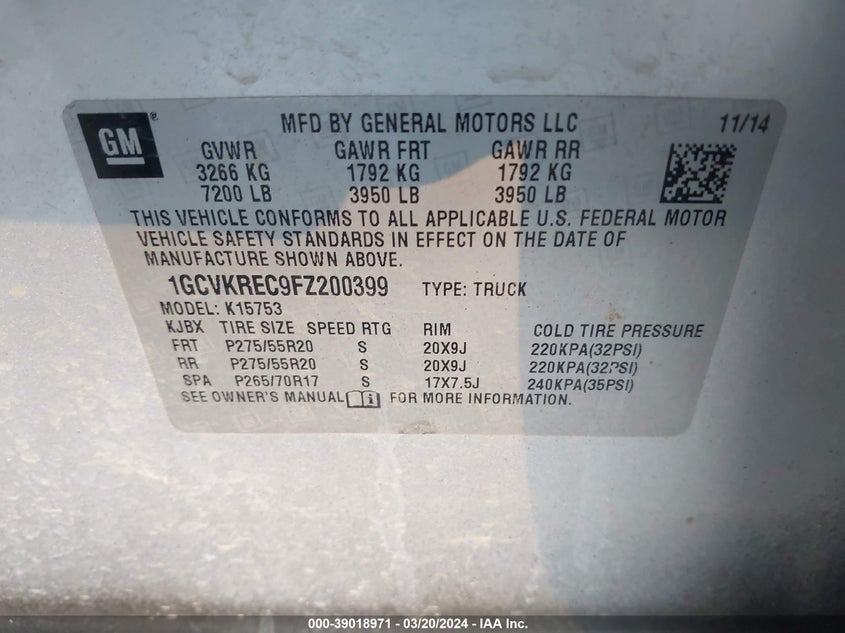 GM ® MFD BY GENERAL MOTORS LLC 11/14
GVWR GAWR FRT GAWR RR
3266 KG 1792 KG 1792 KG
7200 LB 3950 LB 3950 LB
THIS VEHICLE CONFORMS TO ALL APPLICABLE U.S. FEDERAL MOTOR
VEHICLE SAFETY STANDARDS IN EFFECT ON THE DATE OF
MANUFACTURE SHOWN ABOVE.
1GCVKREC9FZ200399 TYPE: TRUCK
MODEL: K15753
KJBX TIRE SIZE SPEED RTG RIM COLD TIRE PRESSURE
FRT P275/55R20 S 20X9J 220KPA(32PSI)
RR P275/55R20 S 20X9J 220KPA(32PSI)
SPA P265/70R17 S 17X7.5J 240KPA(35PSI)
SEE OWNER'S MANUAL i FOR MORE INFORMATION.
000-39018971 - 03/20/2024 - IAA Inc.